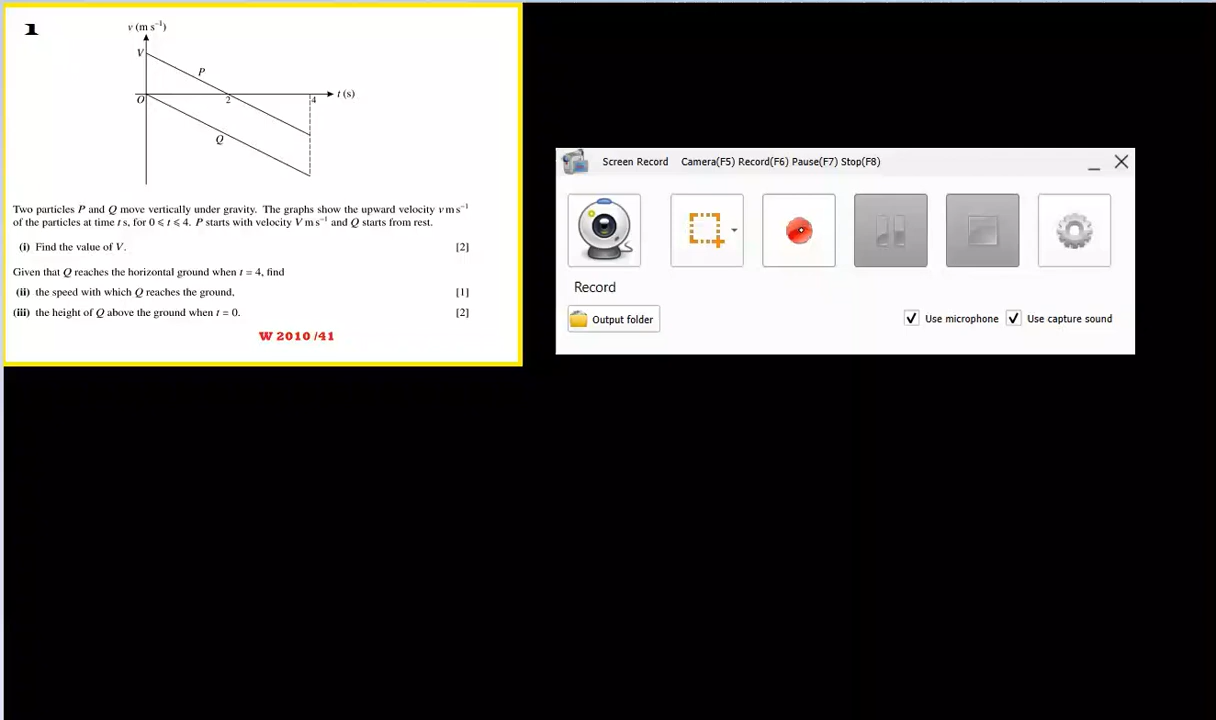 1
v (m s⁻¹)
V
P
O
2
4
t (s)
Q
Two particles P and Q move vertically under gravity. The graphs show the upward velocity v m s⁻¹
of the particles at time t s, for 0 ⩽ t ⩽ 4. P starts with velocity V m s⁻¹ and Q starts from rest.
(i) Find the value of V. [2]
Given that Q reaches the horizontal ground when t = 4, find
(ii) the speed with which Q reaches the ground, [1]
(iii) the height of Q above the ground when t = 0. [2]
W 2010 /41
Screen Record Camera(F5) Record(F6) Pause(F7) Stop(F8)
Record
Output folder
Use microphone
Use capture sound